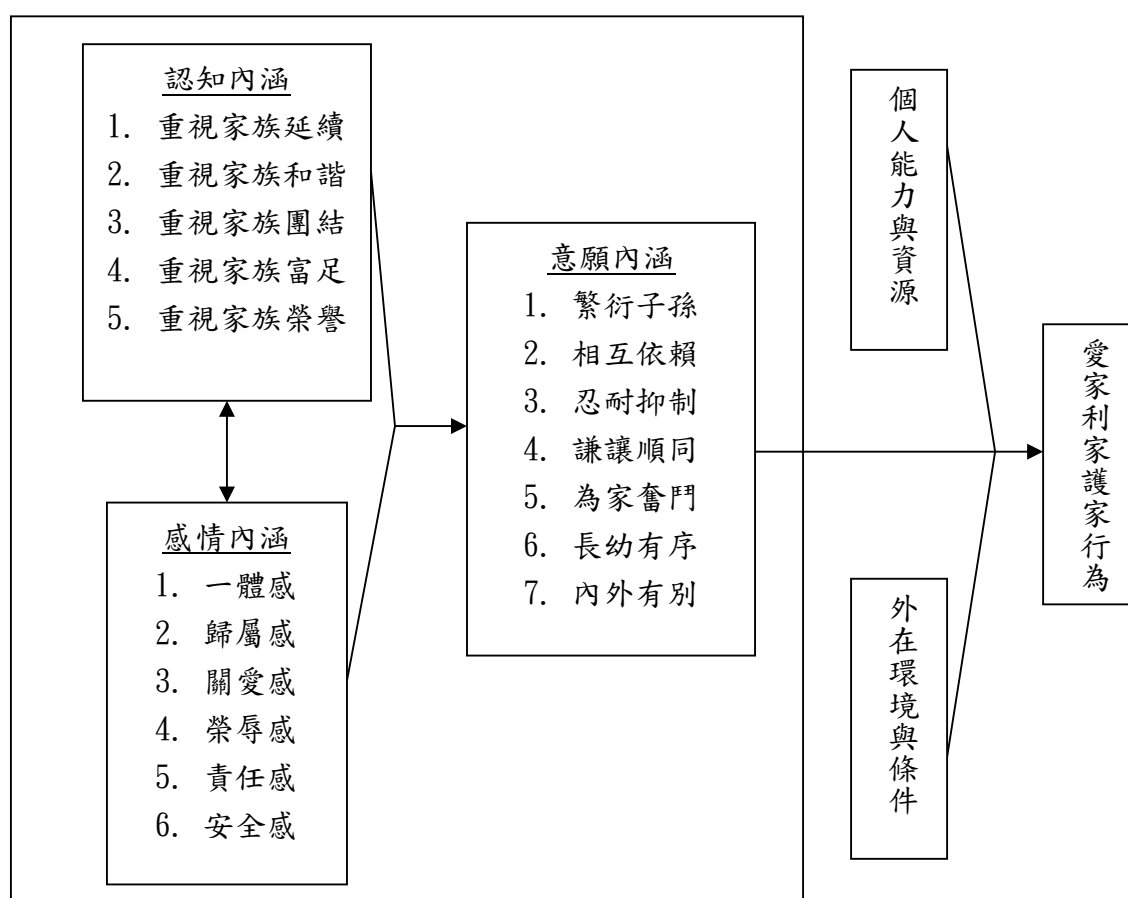 認知內涵
1. 重視家族延續
2. 重視家族和諧
3. 重視家族團結
4. 重視家族富足
5. 重視家族榮譽
感情內涵
1. 一體感
2. 歸屬感
3. 關愛感
4. 榮辱感
5. 責任感
6. 安全感
意願內涵
1. 繁衍子孫
2. 相互依賴
3. 忍耐抑制
4. 謙讓順同
5. 為家奮鬥
6. 長幼有序
7. 內外有別
個人能力與資源
外在環境與條件
愛家利家護家行為